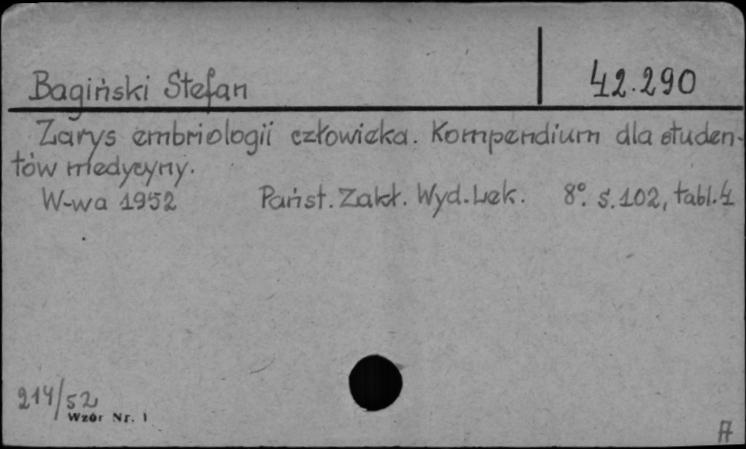 Bagiński Stefan 42.290
Zarys embriologii człowieka. Kompendium dla studen-
tów medycyny.
W-wa 1952 Państ. Zakł. Wyd. Lek. 8°. s. 102, tabl. 4
214/52
Wzór Nr. 1
A